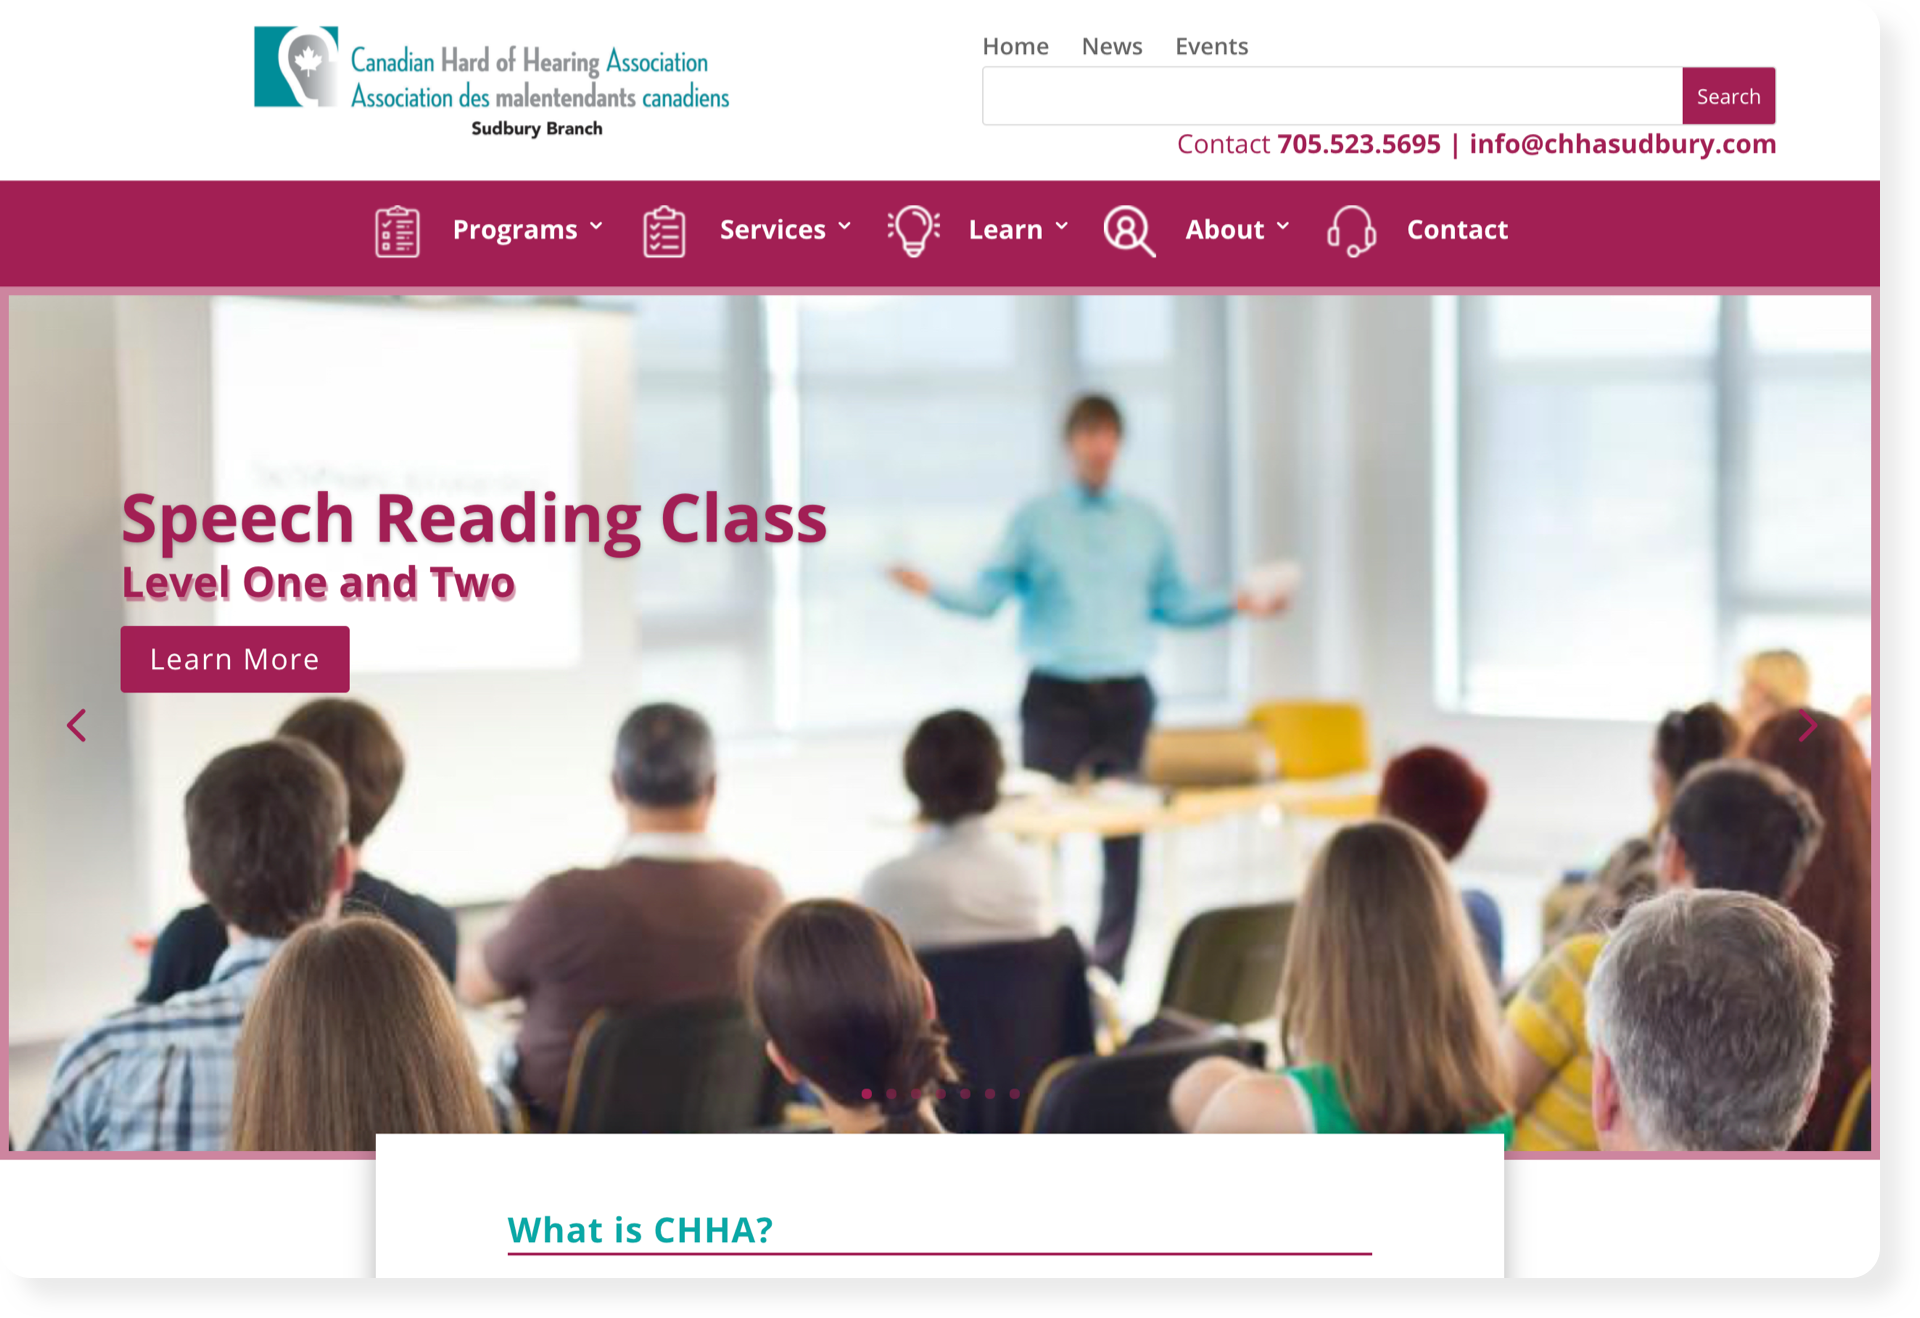 Canadian Hard of Hearing Association
Association des malentendants canadiens
Sudbury Branch
Home News Events
Search
Contact 705.523.5695 | info@chhasudbury.com
Programs Services Learn About Contact
Speech Reading Class
Level One and Two
Learn More
What is CHHA?